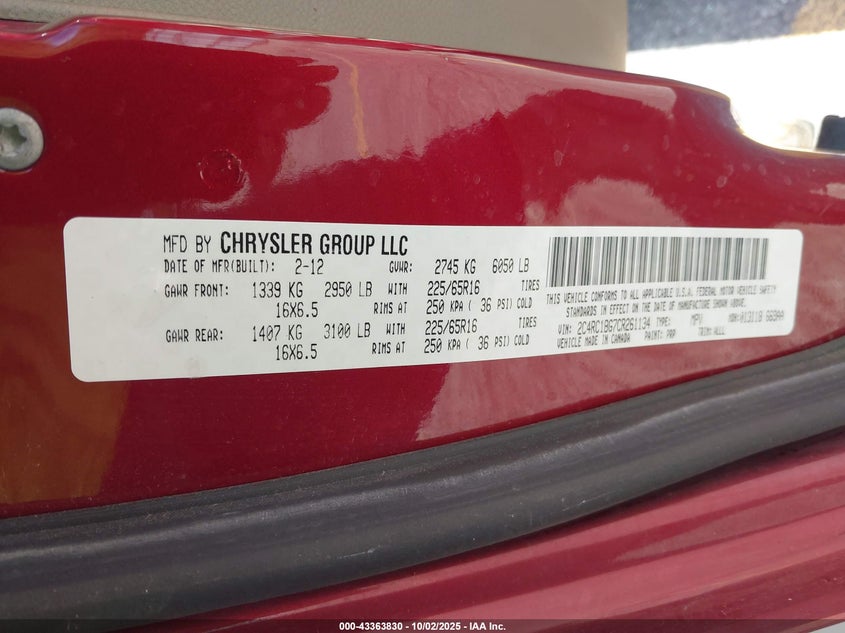 MFD BY CHRYSLER GROUP LLC
DATE OF MFR(BUILT): 2-12 GVWR: 2745 KG 6050 LB
GAWR FRONT: 1339 KG 2950 LB WITH 225/65R16 TIRES
16X6.5 RIMS AT 250 KPA ( 36 PSI) COLD
GAWR REAR: 1407 KG 3100 LB WITH 225/65R16 TIRES
16X6.5 RIMS AT 250 KPA ( 36 PSI) COLD
THIS VEHICLE CONFORMS TO ALL APPLICABLE U.S.A. FEDERAL MOTOR VEHICLE SAFETY
STANDARDS IN EFFECT ON THE DATE OF MANUFACTURE SHOWN ABOVE.
VIN: 2C4RC1BG7CR261134 TYPE: MPV MDH: 013118
VEHICLE MADE IN CANADA PAINT: PRP TRIM:
000-43363830 - 10/02/2025 - IAA Inc.